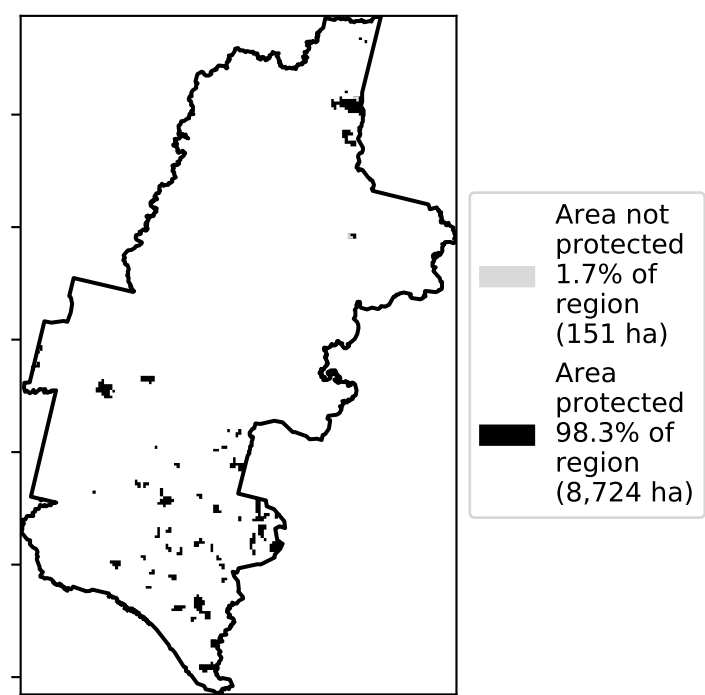 Area not
protected
1.7% of
region
(151 ha)
Area
protected
98.3% of
region
(8,724 ha)